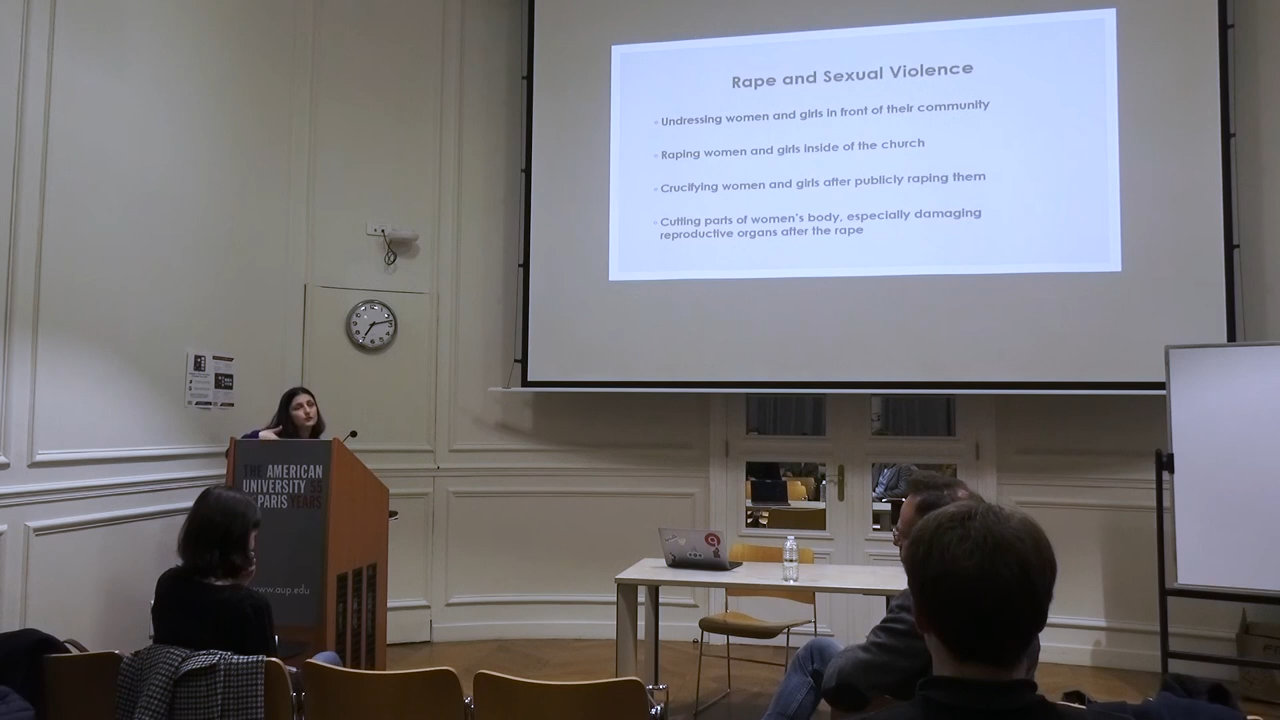 Rape and Sexual Violence
Undressing women and girls in front of their community
Raping women and girls inside of the church
Crucifying women and girls after publicly raping them
Cutting parts of women's body, especially damaging
reproductive organs after the rape
THE AMERICAN
UNIVERSITY 55
OF PARIS YEARS
www.aup.edu